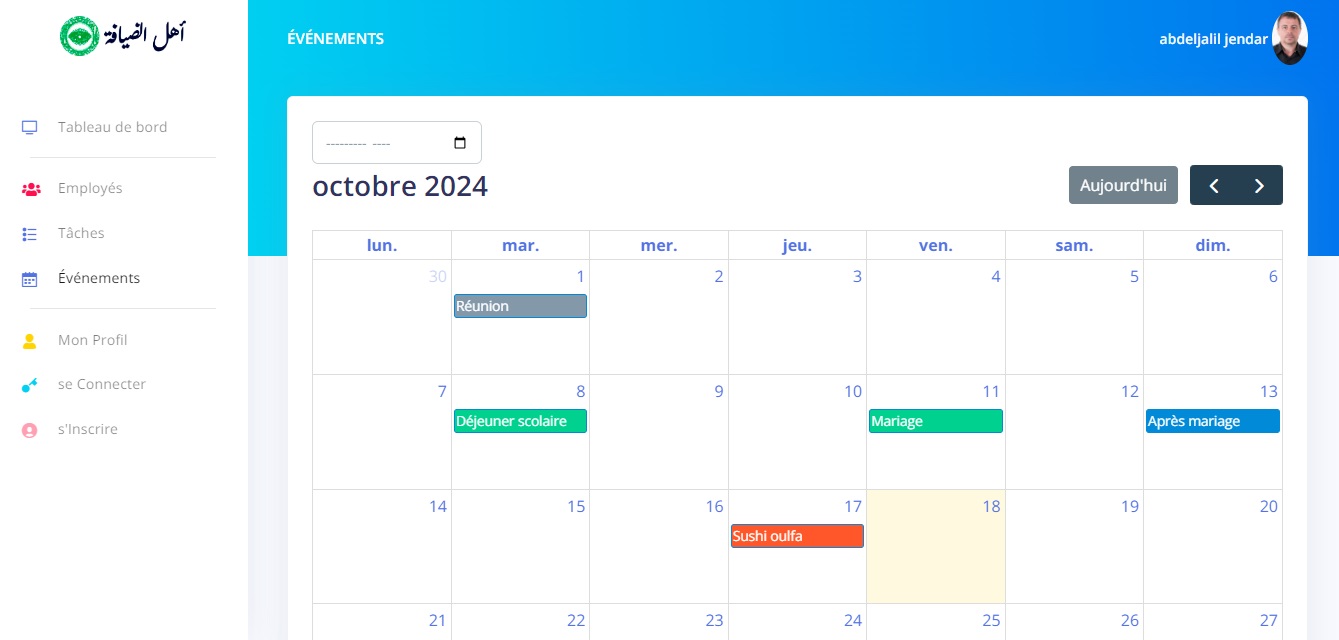 أهل الضيافة
ÉVÉNEMENTS
abdeljalil jendar
Tableau de bord
Employés
Tâches
Événements
Mon Profil
se Connecter
s'Inscrire
--------- ----
octobre 2024
Aujourd'hui
lun. mar. mer. jeu. ven. sam. dim.
30 1 2 3 4 5 6
Réunion
7 8 9 10 11 12 13
Déjeuner scolaire Mariage Après mariage
14 15 16 17 18 19 20
Sushi oulfa
21 22 23 24 25 26 27